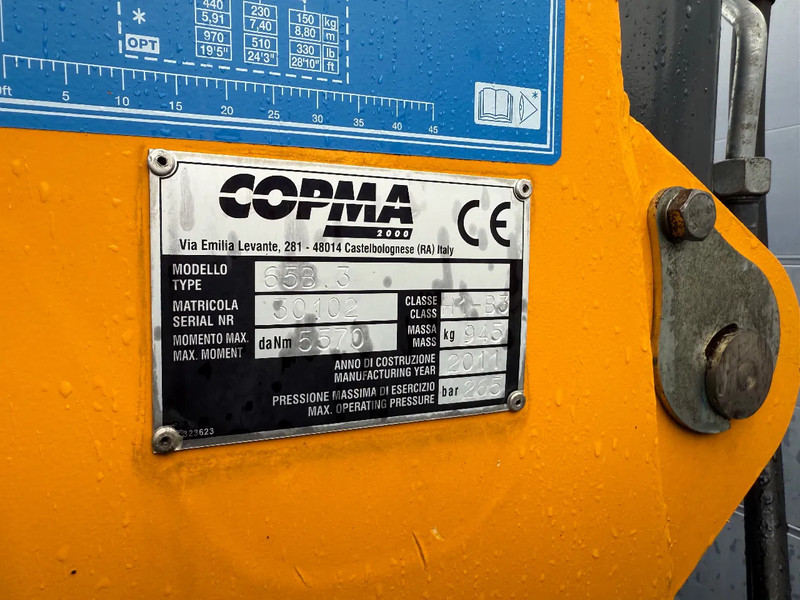 440 230 150 kg
5,91 7,40 8,80 m
*
OPT
970 510 330 lb
19'5" 24'3" 28'10" ft
0ft 5 10 15 20 25 30 35 40 45
*
COPMA
2000
CE
Via Emilia Levante, 281 - 48014 Castelbolognese (RA) Italy
MODELLO
TYPE
65B.3
MATRICOLA
SERIAL NR
30102
CLASSE
CLASS
H1-B3
MOMENTO MAX.
MAX. MOMENT
daNm 5570
MASSA
MASS
kg 945
ANNO DI COSTRUZIONE
MANUFACTURING YEAR
2011
PRESSIONE MASSIMA DI ESERCIZIO
MAX. OPERATING PRESSURE
bar 265
323623